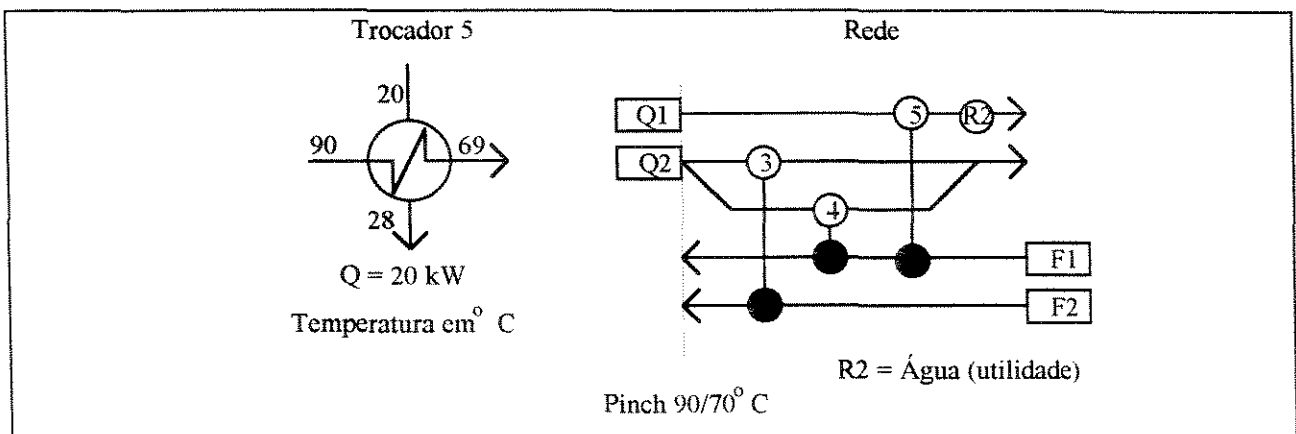 Trocador 5
20
90
69
28
Q = 20 kW
Temperatura em° C
Rede
Q1
5
R2
Q2
3
4
F1
F2
R2 = Água (utilidade)
Pinch 90/70° C